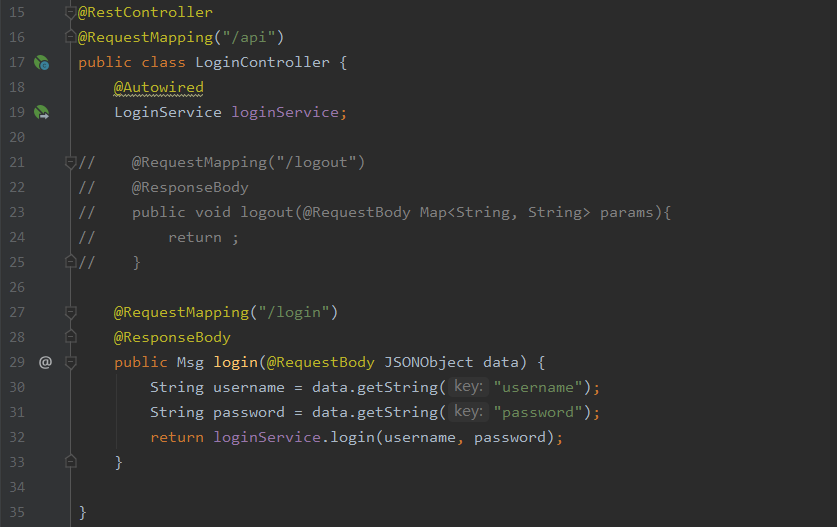 15 @RestController
16 @RequestMapping("/api")
17 public class LoginController {
18     @Autowired
19     LoginService loginService;
20
21 //    @RequestMapping("/logout")
22 //    @ResponseBody
23 //    public void logout(@RequestBody Map<String, String> params){
24 //        return ;
25 //    }
26
27     @RequestMapping("/login")
28     @ResponseBody
29 @   public Msg login(@RequestBody JSONObject data) {
30         String username = data.getString( key: "username");
31         String password = data.getString( key: "password");
32         return loginService.login(username, password);
33     }
34
35 }